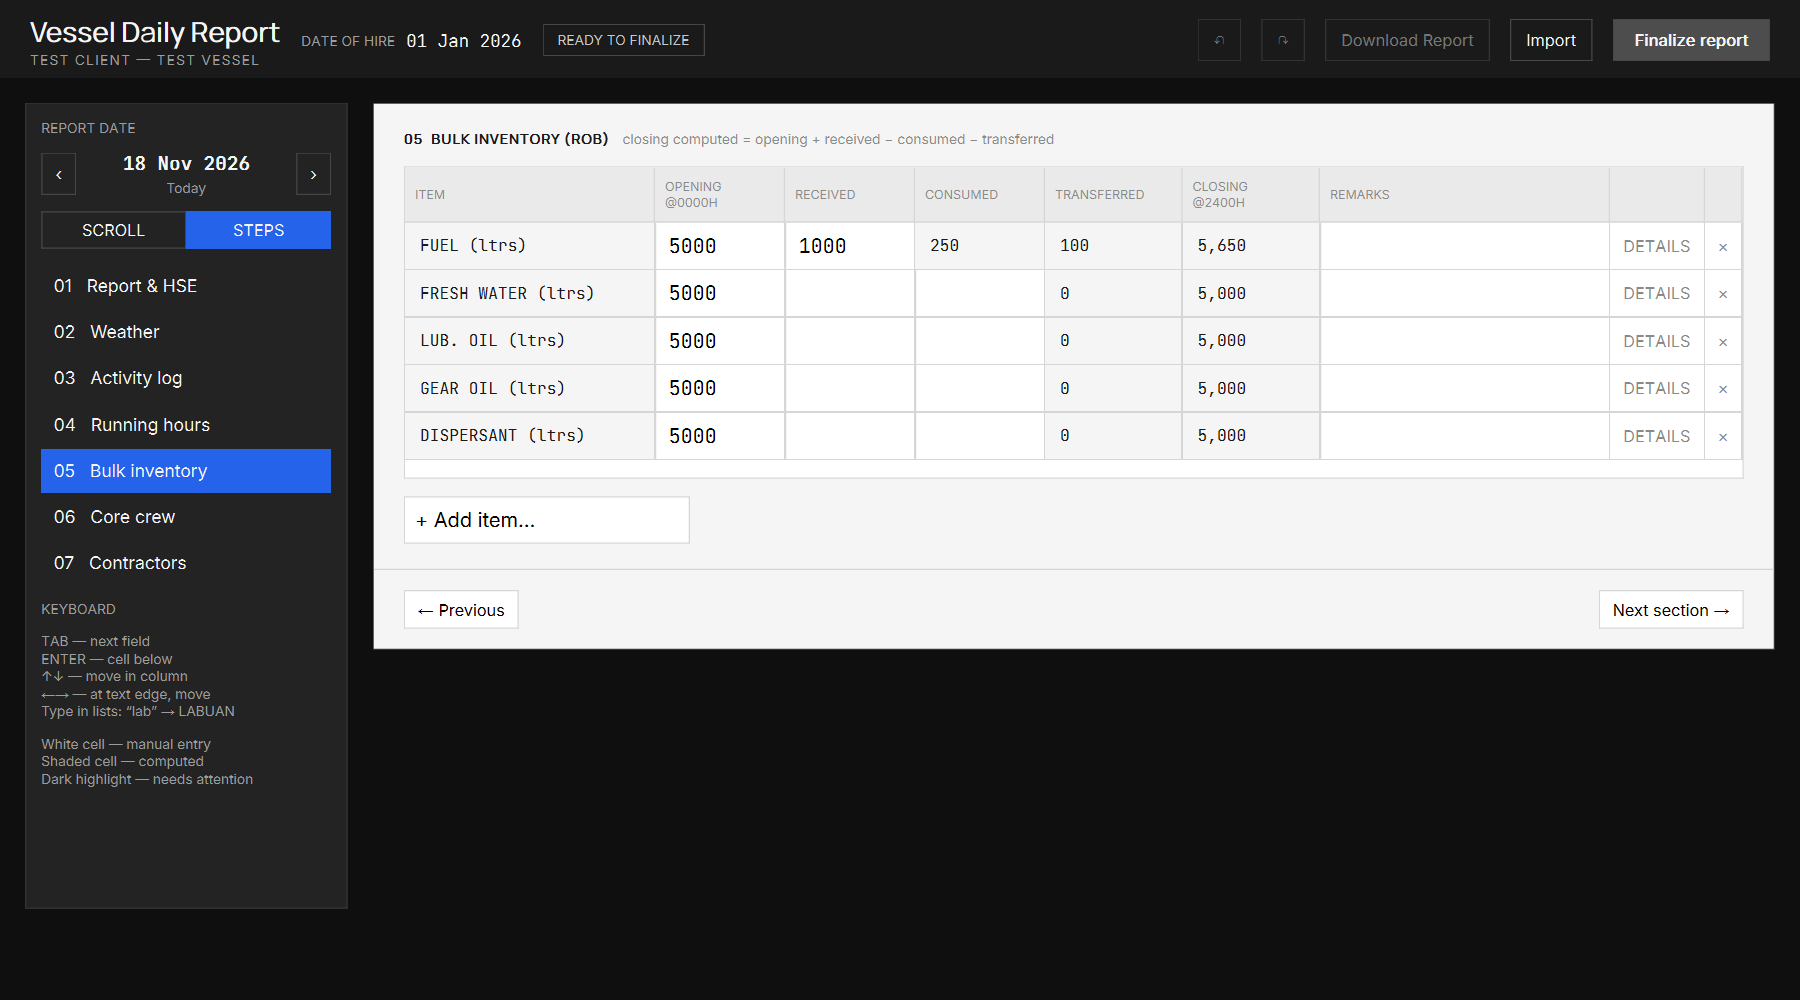 Vessel Daily Report
TEST CLIENT — TEST VESSEL
DATE OF HIRE 01 Jan 2026
READY TO FINALIZE
↶
↷
Download Report
Import
Finalize report
REPORT DATE
‹
18 Nov 2026
Today
›
SCROLL
STEPS
01 Report & HSE
02 Weather
03 Activity log
04 Running hours
05 Bulk inventory
06 Core crew
07 Contractors
KEYBOARD
TAB — next field
ENTER — cell below
↑↓ — move in column
←→ — at text edge, move
Type in lists: “lab” → LABUAN
White cell — manual entry
Shaded cell — computed
Dark highlight — needs attention
05 BULK INVENTORY (ROB) closing computed = opening + received − consumed − transferred
ITEM OPENING @0000H RECEIVED CONSUMED TRANSFERRED CLOSING @2400H REMARKS
FUEL (ltrs) 5000 1000 250 100 5,650 DETAILS ×
FRESH WATER (ltrs) 5000 0 5,000 DETAILS ×
LUB. OIL (ltrs) 5000 0 5,000 DETAILS ×
GEAR OIL (ltrs) 5000 0 5,000 DETAILS ×
DISPERSANT (ltrs) 5000 0 5,000 DETAILS ×
+ Add item...
← Previous
Next section →